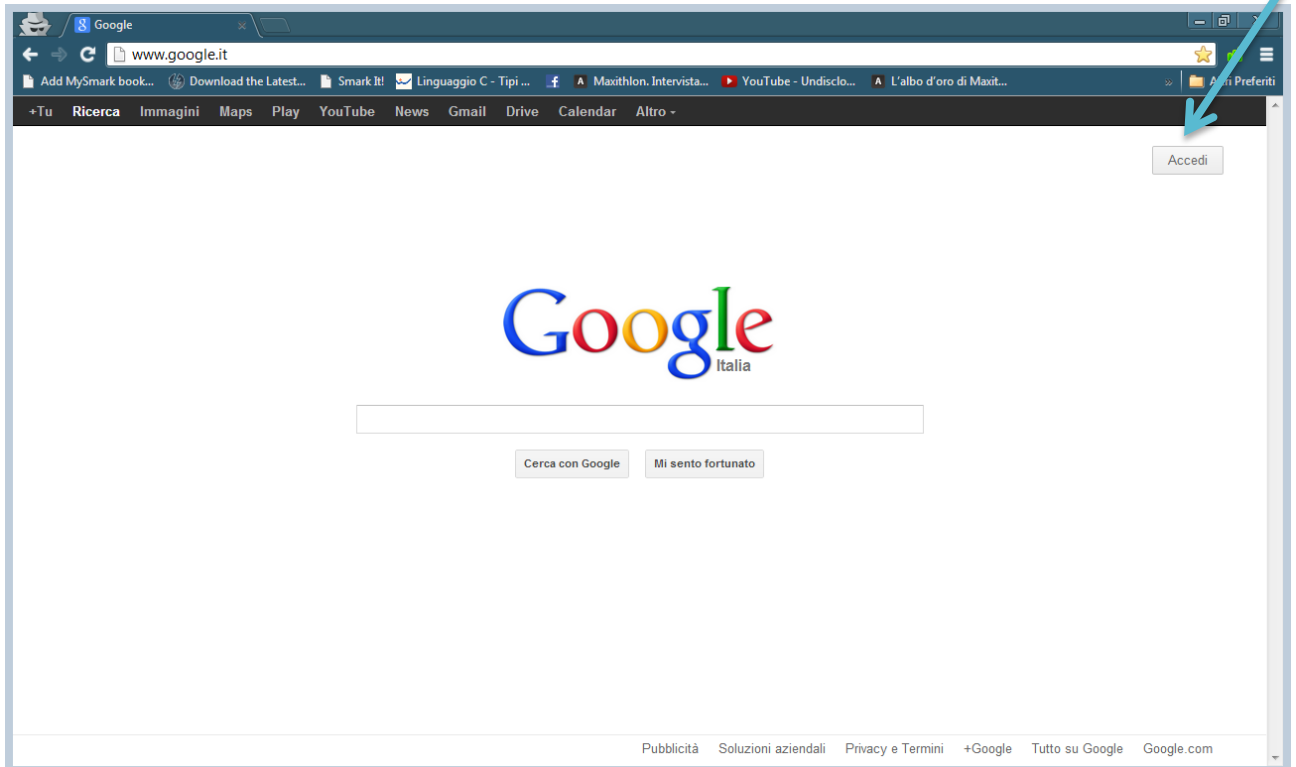 Google
www.google.it
Add MySmark book... Download the Latest... Smark It! Linguaggio C - Tipi ... Maxithlon. Intervista... YouTube - Undisclo... L'albo d'oro di Maxit... » Preferiti
+Tu Ricerca Immagini Maps Play YouTube News Gmail Drive Calendar Altro
Accedi
Google
Italia
Cerca con Google Mi sento fortunato
Pubblicità Soluzioni aziendali Privacy e Termini +Google Tutto su Google Google.com